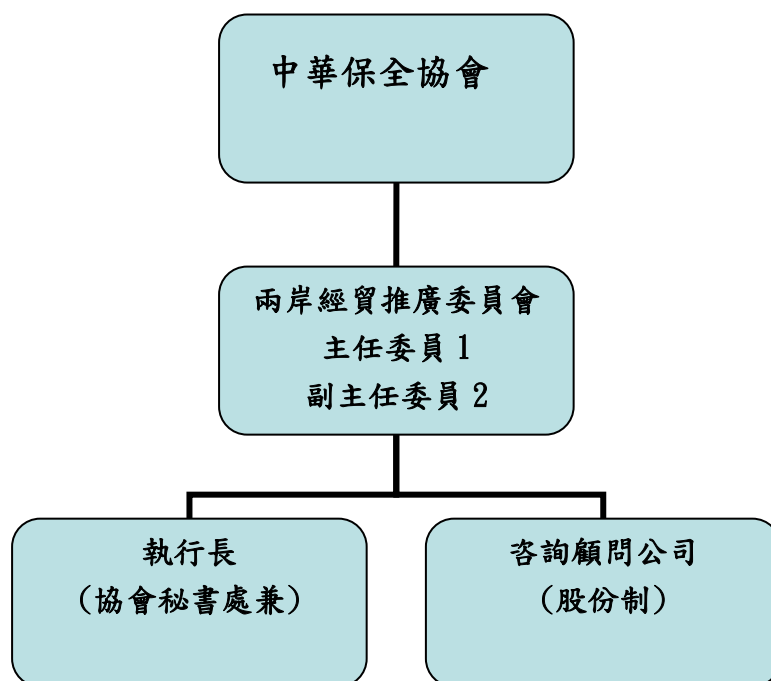 中華保全協會
兩岸經貿推廣委員會
主任委員 1
副主任委員 2
執行長
（協會秘書處兼）
咨詢顧問公司
（股份制）